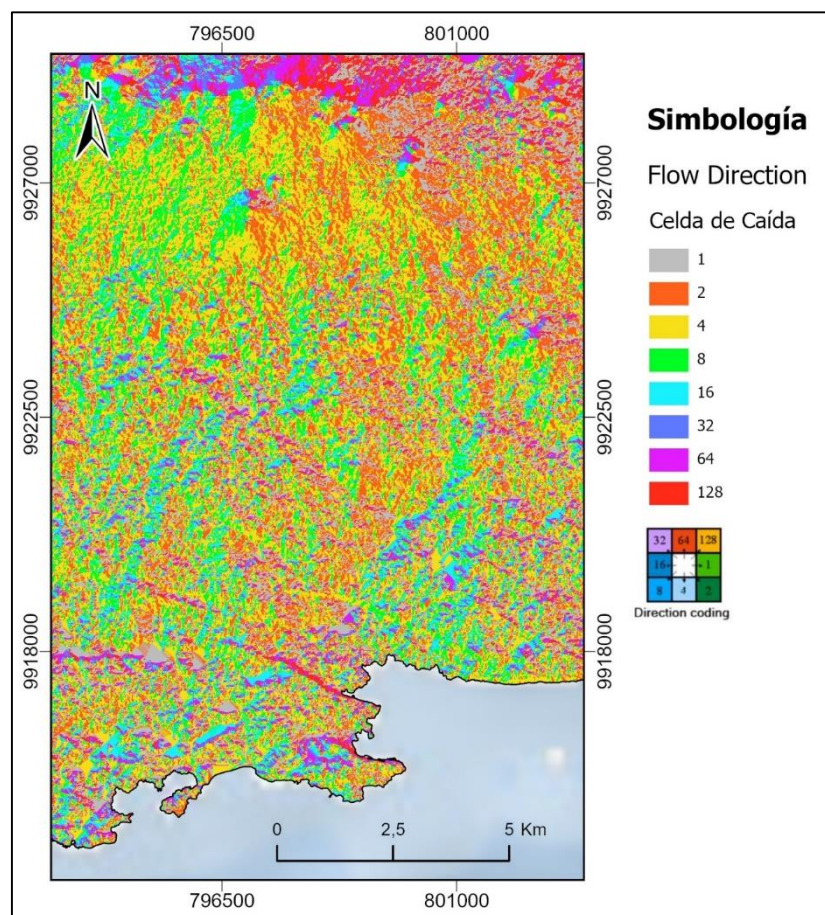 796500 801000
N
9927000 9927000
9922500 9922500
9918000 9918000
0 2,5 5 Km
796500 801000
Simbología
Flow Direction
Celda de Caída
1
2
4
8
16
32
64
128
32 64 128
16 1
8 4 2
Direction coding